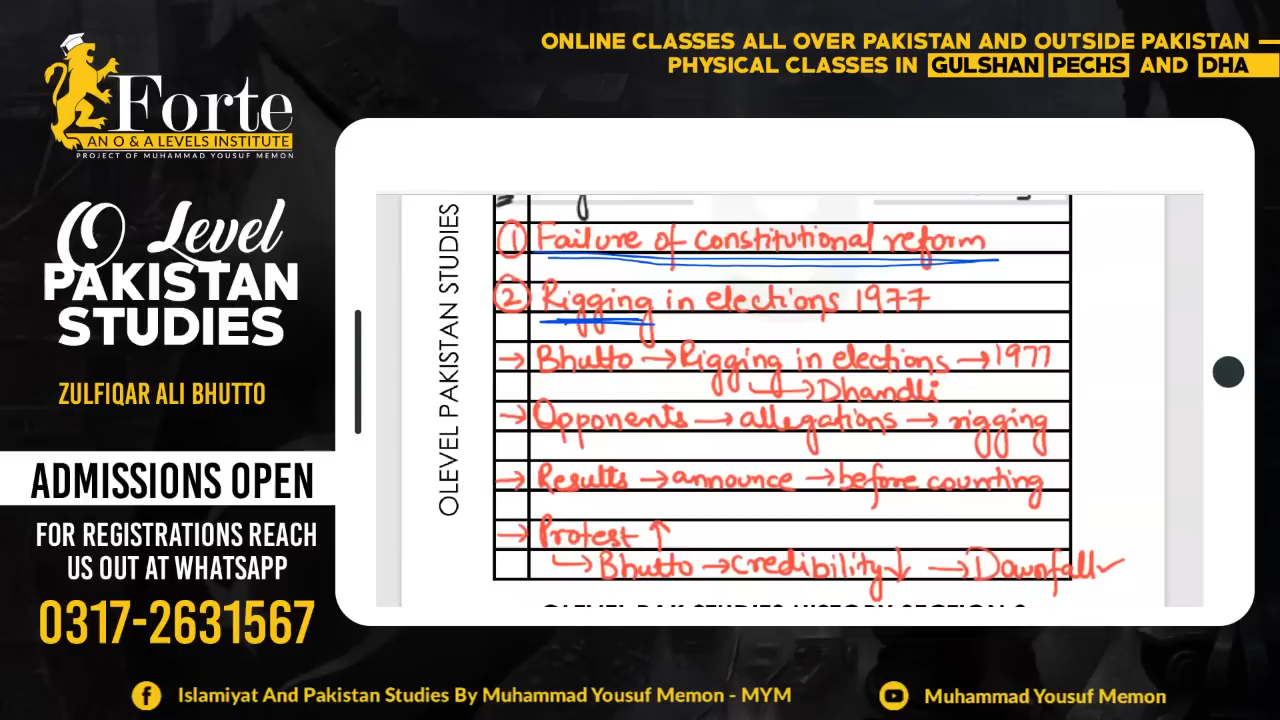 ONLINE CLASSES ALL OVER PAKISTAN AND OUTSIDE PAKISTAN
PHYSICAL CLASSES IN GULSHAN PECHS AND DHA
Forte
AN O & A LEVELS INSTITUTE
PROJECT OF MUHAMMAD YOUSUF MEMON
O Level
PAKISTAN
STUDIES
ZULFIQAR ALI BHUTTO
ADMISSIONS OPEN
FOR REGISTRATIONS REACH
US OUT AT WHATSAPP
0317-2631567
OLEVEL PAKISTAN STUDIES
① Failure of constitutional reform
② Rigging in elections 1977
→ Bhutto → Rigging in elections → 1977
↳ Dhandli
→ Opponents → allegations → rigging
→ Results → announce → before counting
→ Protest ↑
↳ Bhutto → credibility ↓ → Downfall ✓
Islamiyat And Pakistan Studies By Muhammad Yousuf Memon - MYM
Muhammad Yousuf Memon